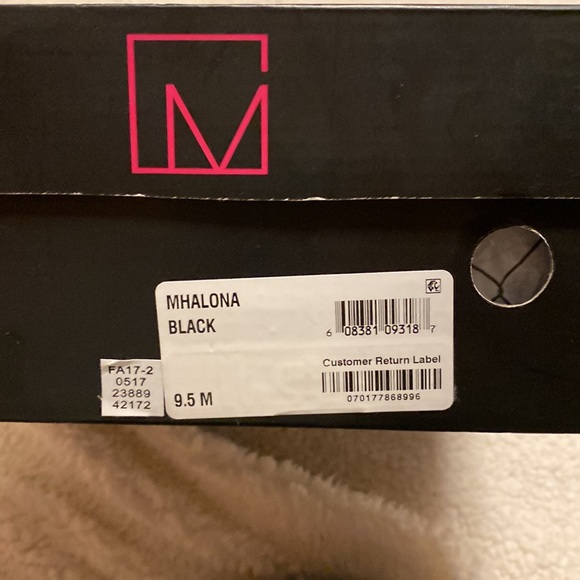 M
MHALONA
BLACK
6 08381 09318 7
Customer Return Label
070177868996
9.5 M
FA17-2
0517
23889
42172